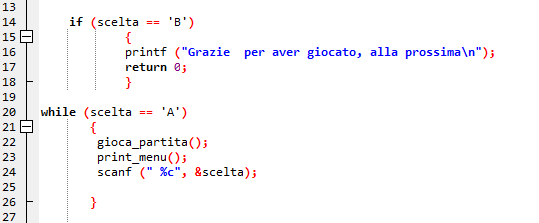 13
14 if (scelta == 'B')
15 {
16 printf ("Grazie  per aver giocato, alla prossima\n");
17 return 0;
18 }
19
20 while (scelta == 'A')
21 {
22 gioca_partita();
23 print_menu();
24 scanf (" %c", &scelta);
25
26 }
27